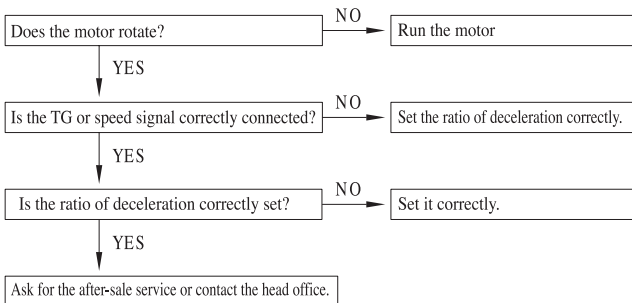 Does the motor rotate?
NO
Run the motor
YES
Is the TG or speed signal correctly connected?
NO
Set the ratio of deceleration correctly.
YES
Is the ratio of deceleration correctly set?
NO
Set it correctly.
YES
Ask for the after-sale service or contact the head office.